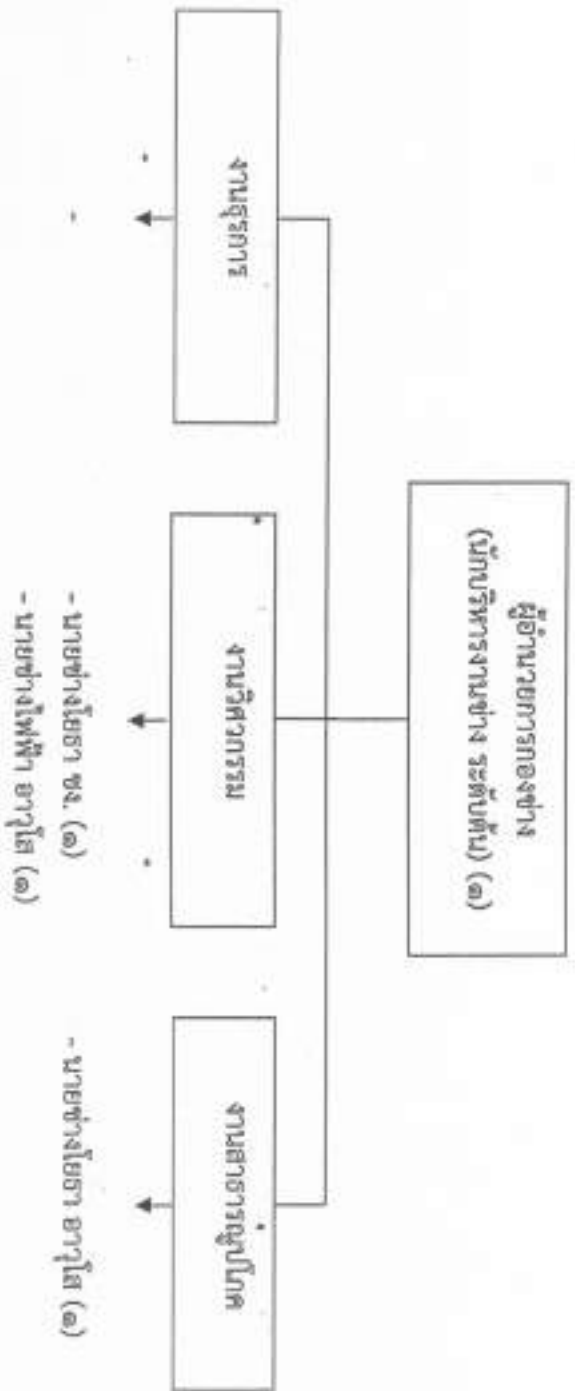 ผู้อำนวยการกองช่าง
(นักบริหารงานช่าง ระดับต้น) (๑)
งานธุรการ
-
งานวิศวกรรม
- นายช่างโยธา ชง. (๑)
- นายช่างไฟฟ้า อาวุโส (๑)
งานสาธารณูปโภค
- นายช่างโยธา อาวุโส (๑)